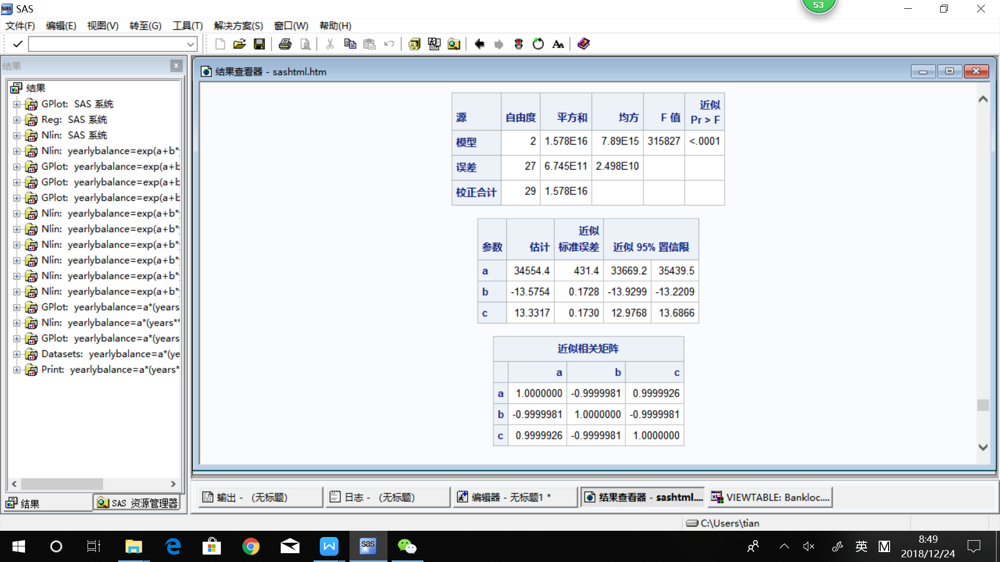 SAS
53
文件(F) 编辑(E) 视图(V) 转至(G) 工具(T) 解决方案(S) 窗口(W) 帮助(H)
结果
结果
GPlot: SAS 系统
Reg: SAS 系统
Nlin: SAS 系统
Nlin: yearlybalance=exp(a+b*
GPlot: yearlybalance=exp(a+b
GPlot: yearlybalance=exp(a+b
GPlot: yearlybalance=exp(a+b
Nlin: yearlybalance=exp(a+b*
Nlin: yearlybalance=exp(a+b*
Nlin: yearlybalance=exp(a+b*
Nlin: yearlybalance=exp(a+b*
Nlin: yearlybalance=exp(a+b*
Nlin: yearlybalance=exp(a+b*
GPlot: yearlybalance=a*(years
Nlin: yearlybalance=a*(years**
GPlot: yearlybalance=a*(years
Datasets: yearlybalance=a*(ye
Print: yearlybalance=a*(years*
结果 SAS 资源管理器
结果查看器 - sashtml.htm
源 自由度 平方和 均方 F 值 近似 Pr > F
模型 2 1.578E16 7.89E15 315827 <.0001
误差 27 6.745E11 2.498E10
校正合计 29 1.578E16
参数 估计 近似 标准误差 近似 95% 置信限
a 34554.4 431.4 33669.2 35439.5
b -13.5754 0.1728 -13.9299 -13.2209
c 13.3317 0.1730 12.9768 13.6866
近似相关矩阵
a b c
a 1.0000000 -0.9999981 0.9999926
b -0.9999981 1.0000000 -0.9999981
c 0.9999926 -0.9999981 1.0000000
输出 - (无标题) 日志 - (无标题) 编辑器 - 无标题1 * 结果查看器 - sashtml.... VIEWTABLE: Bankloc....
C:\Users\tian
sas
英 M
8:49
2018/12/24